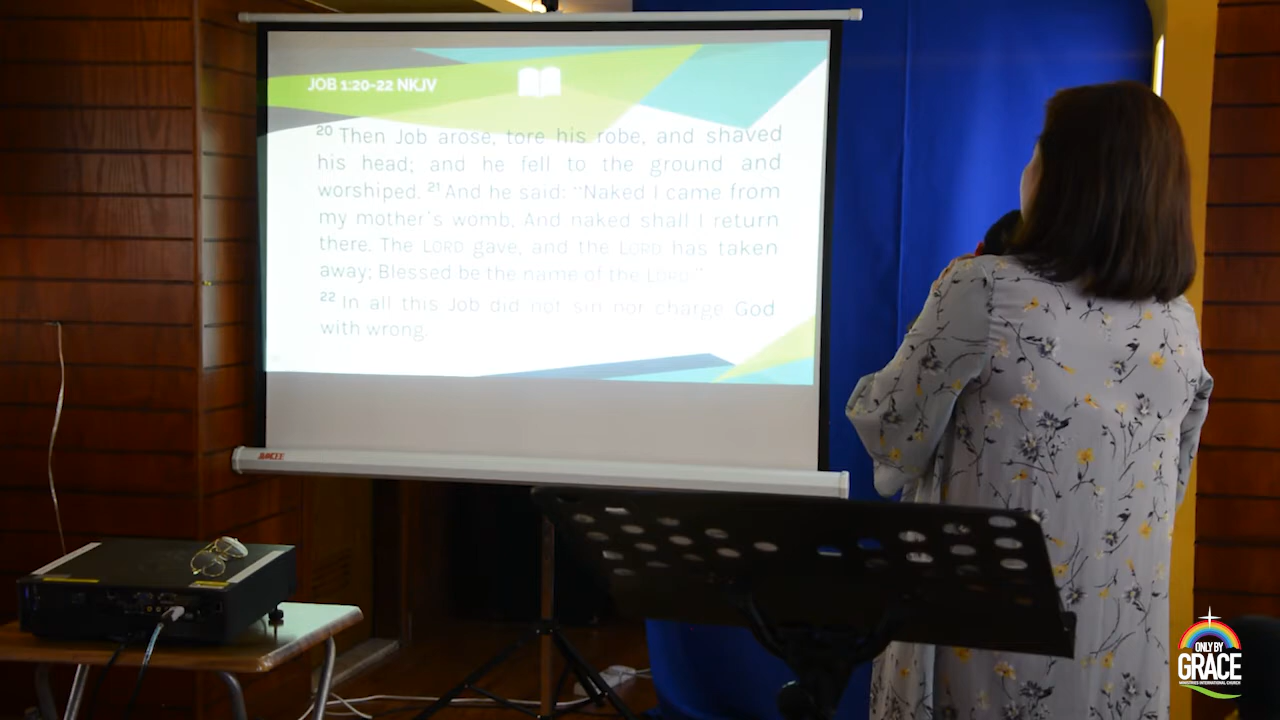 JOB 1:20-22 NKJV
20 Then Job arose, tore his robe, and shaved
his head; and he fell to the ground and
worshiped. 21 And he said: "Naked I came from
my mother's womb, And naked shall I return
there. The LORD gave, and the LORD has taken
away; Blessed be the name of the LORD."
22 In all this Job did not sin nor charge God
with wrong.
ONLY BY
GRACE
MINISTRIES INTERNATIONAL CHURCH